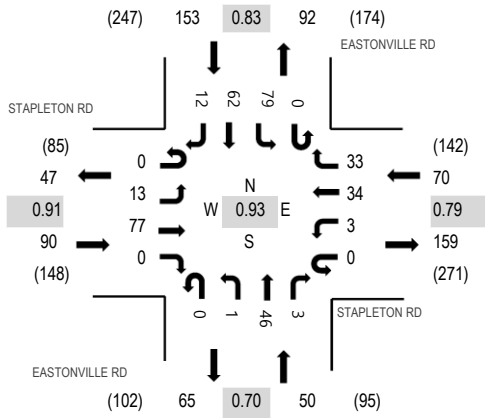 (247) 153 0.83 92 (174)
EASTONVILLE RD
12 62 79 0
STAPLETON RD
(85)
47
0.91
90
(148)
0
13
77
0
N
W 0.93 E
S
33
34
3
0
(142)
70
0.79
159
(271)
0 1 46 3
STAPLETON RD
EASTONVILLE RD
(102) 65 0.70 50 (95)